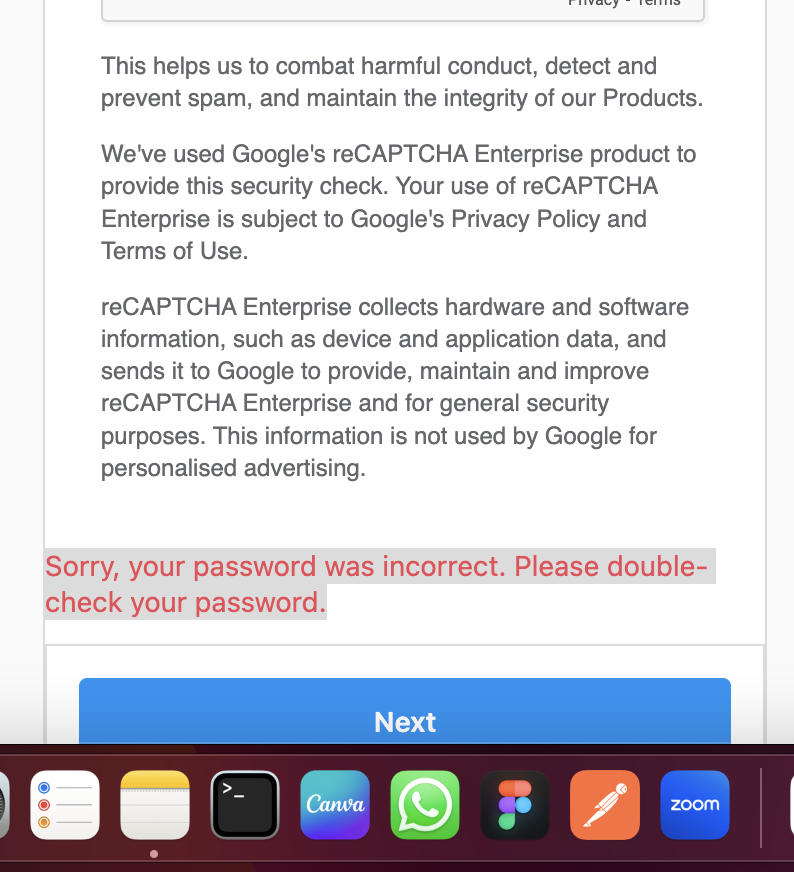 Privacy - Terms
This helps us to combat harmful conduct, detect and
prevent spam, and maintain the integrity of our Products.
We've used Google's reCAPTCHA Enterprise product to
provide this security check. Your use of reCAPTCHA
Enterprise is subject to Google's Privacy Policy and
Terms of Use.
reCAPTCHA Enterprise collects hardware and software
information, such as device and application data, and
sends it to Google to provide, maintain and improve
reCAPTCHA Enterprise and for general security
purposes. This information is not used by Google for
personalised advertising.
Sorry, your password was incorrect. Please double-
check your password.
Next
>_
Canva
zoom